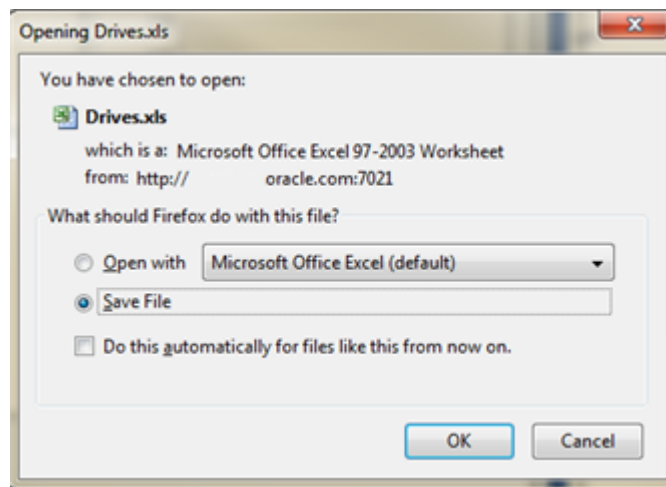 Opening Drives.xls
You have chosen to open:
Drives.xls
which is a: Microsoft Office Excel 97-2003 Worksheet
from: http:// oracle.com:7021
What should Firefox do with this file?
Open with Microsoft Office Excel (default)
Save File
Do this automatically for files like this from now on.
OK Cancel